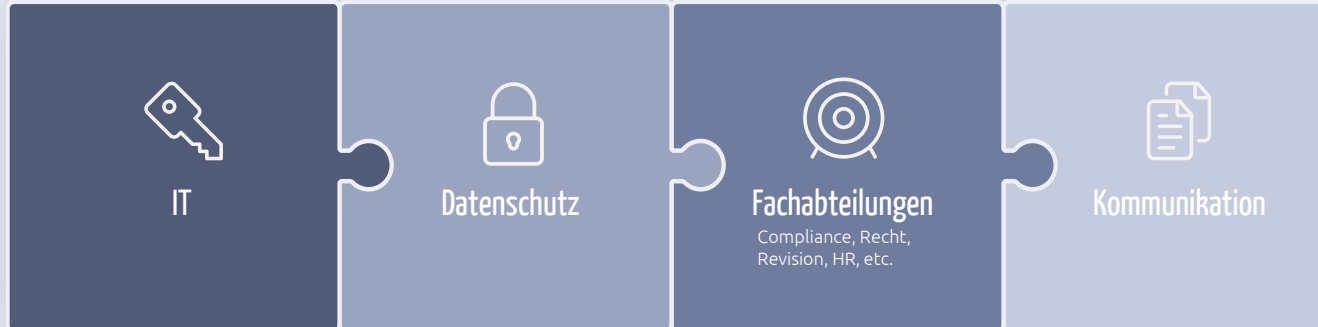 IT
Datenschutz
Fachabteilungen
Compliance, Recht,
Revision, HR, etc.
Kommunikation